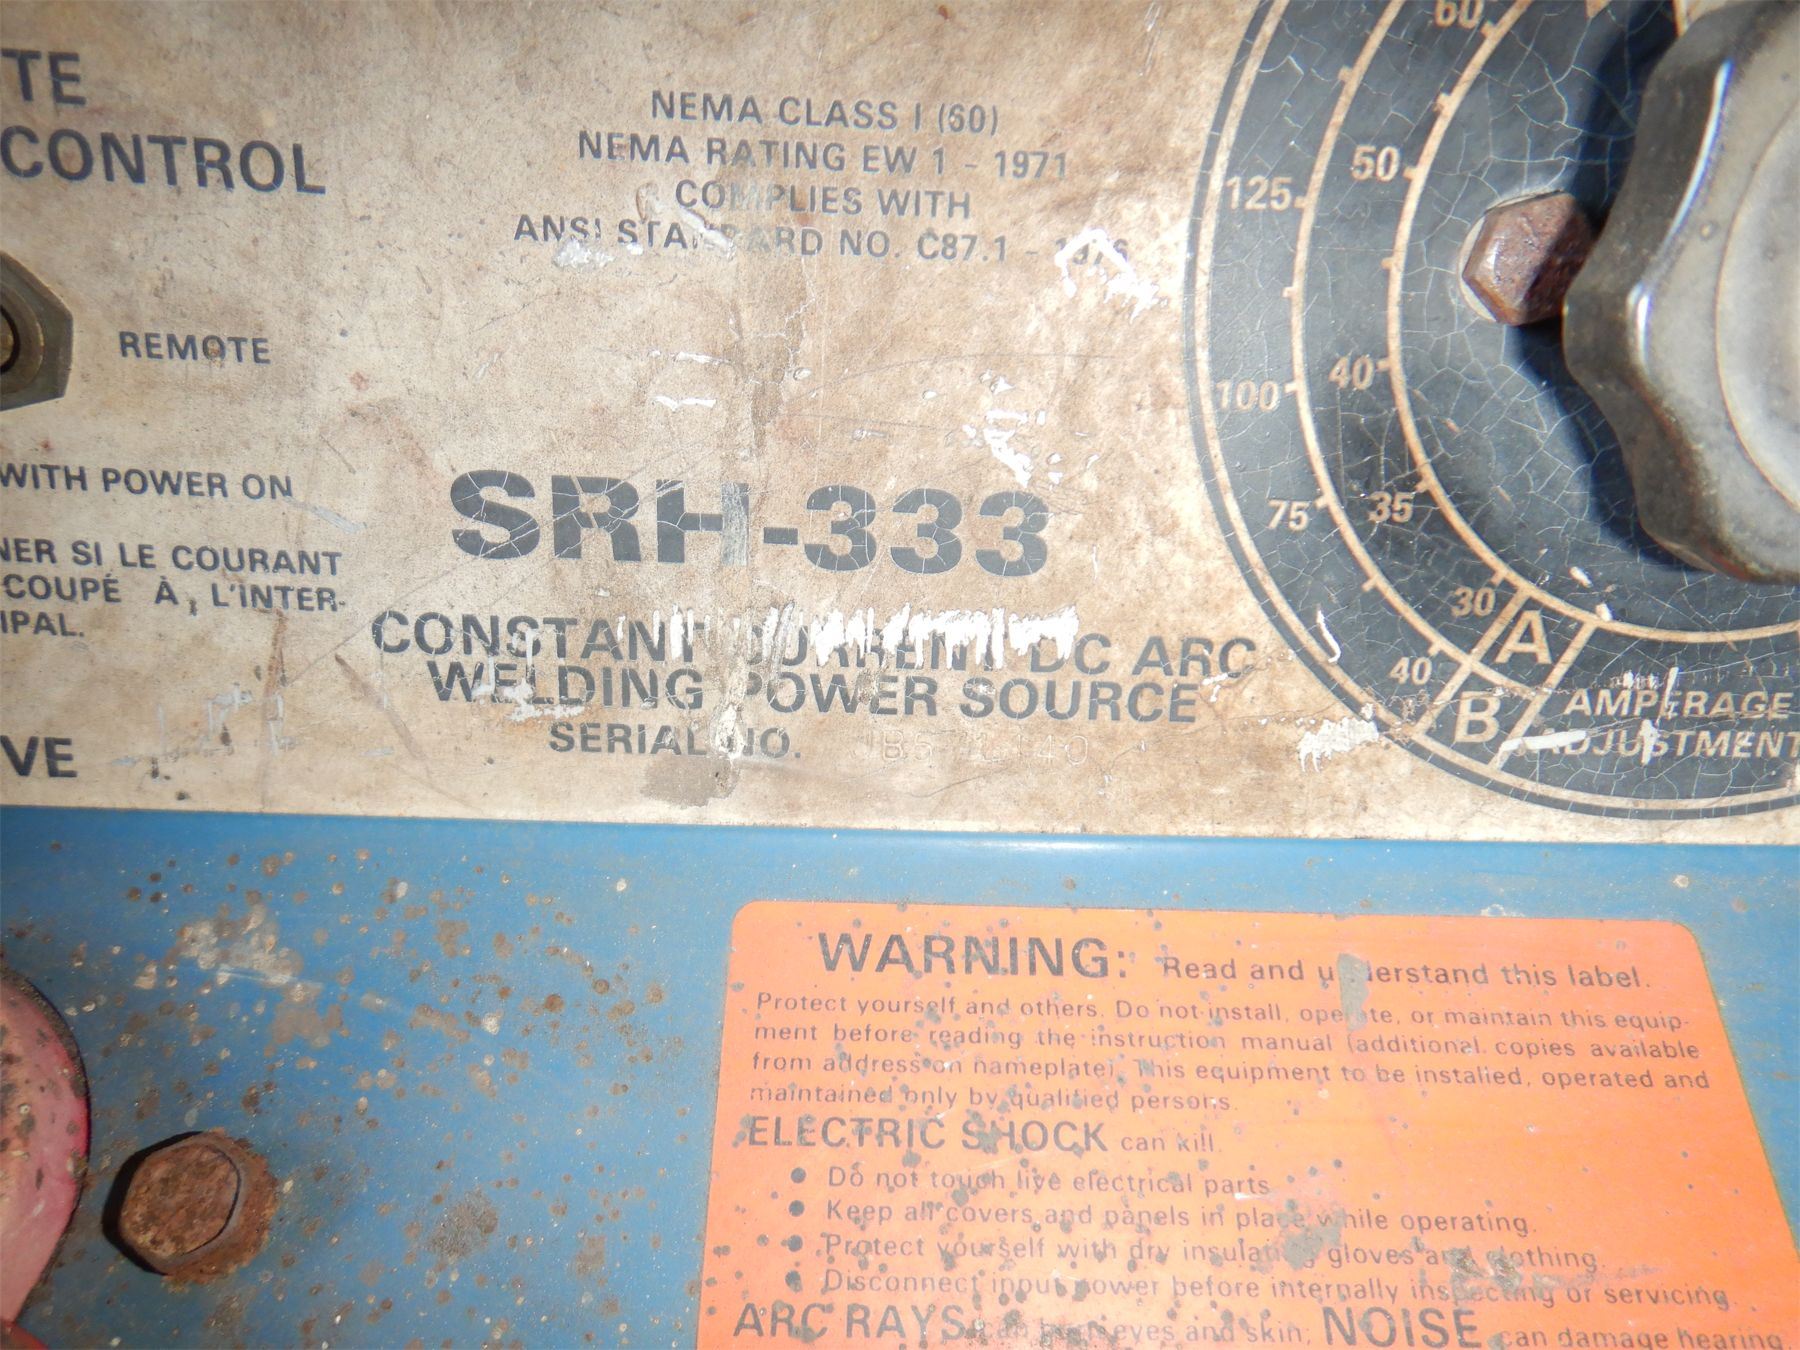 TE
CONTROL
NEMA CLASS I (60)
NEMA RATING EW 1 - 1971
COMPLIES WITH
ANSI STANDARD NO. C87.1 - 1976
REMOTE
WITH POWER ON
NER SI LE COURANT
COUPÉ À L'INTER-
IPAL.
VE
SRH-333
CONSTANT CURRENT DC ARC
WELDING POWER SOURCE
SERIAL NO.
60
50
125
40
100
35
75
30
A
40
B
AMPERAGE
ADJUSTMENT
WARNING: Read and understand this label.
Protect yourself and others. Do not install, operate, or maintain this equip-
ment before reading the instruction manual (additional copies available
from address on nameplate). This equipment to be installed, operated and
maintained only by qualified persons.
ELECTRIC SHOCK can kill.
• Do not touch live electrical parts
• Keep all covers and panels in place while operating.
• Protect yourself with dry insulating gloves and clothing.
• Disconnect input power before internally inspecting or servicing.
ARC RAYS can burn eyes and skin; NOISE can damage hearing.